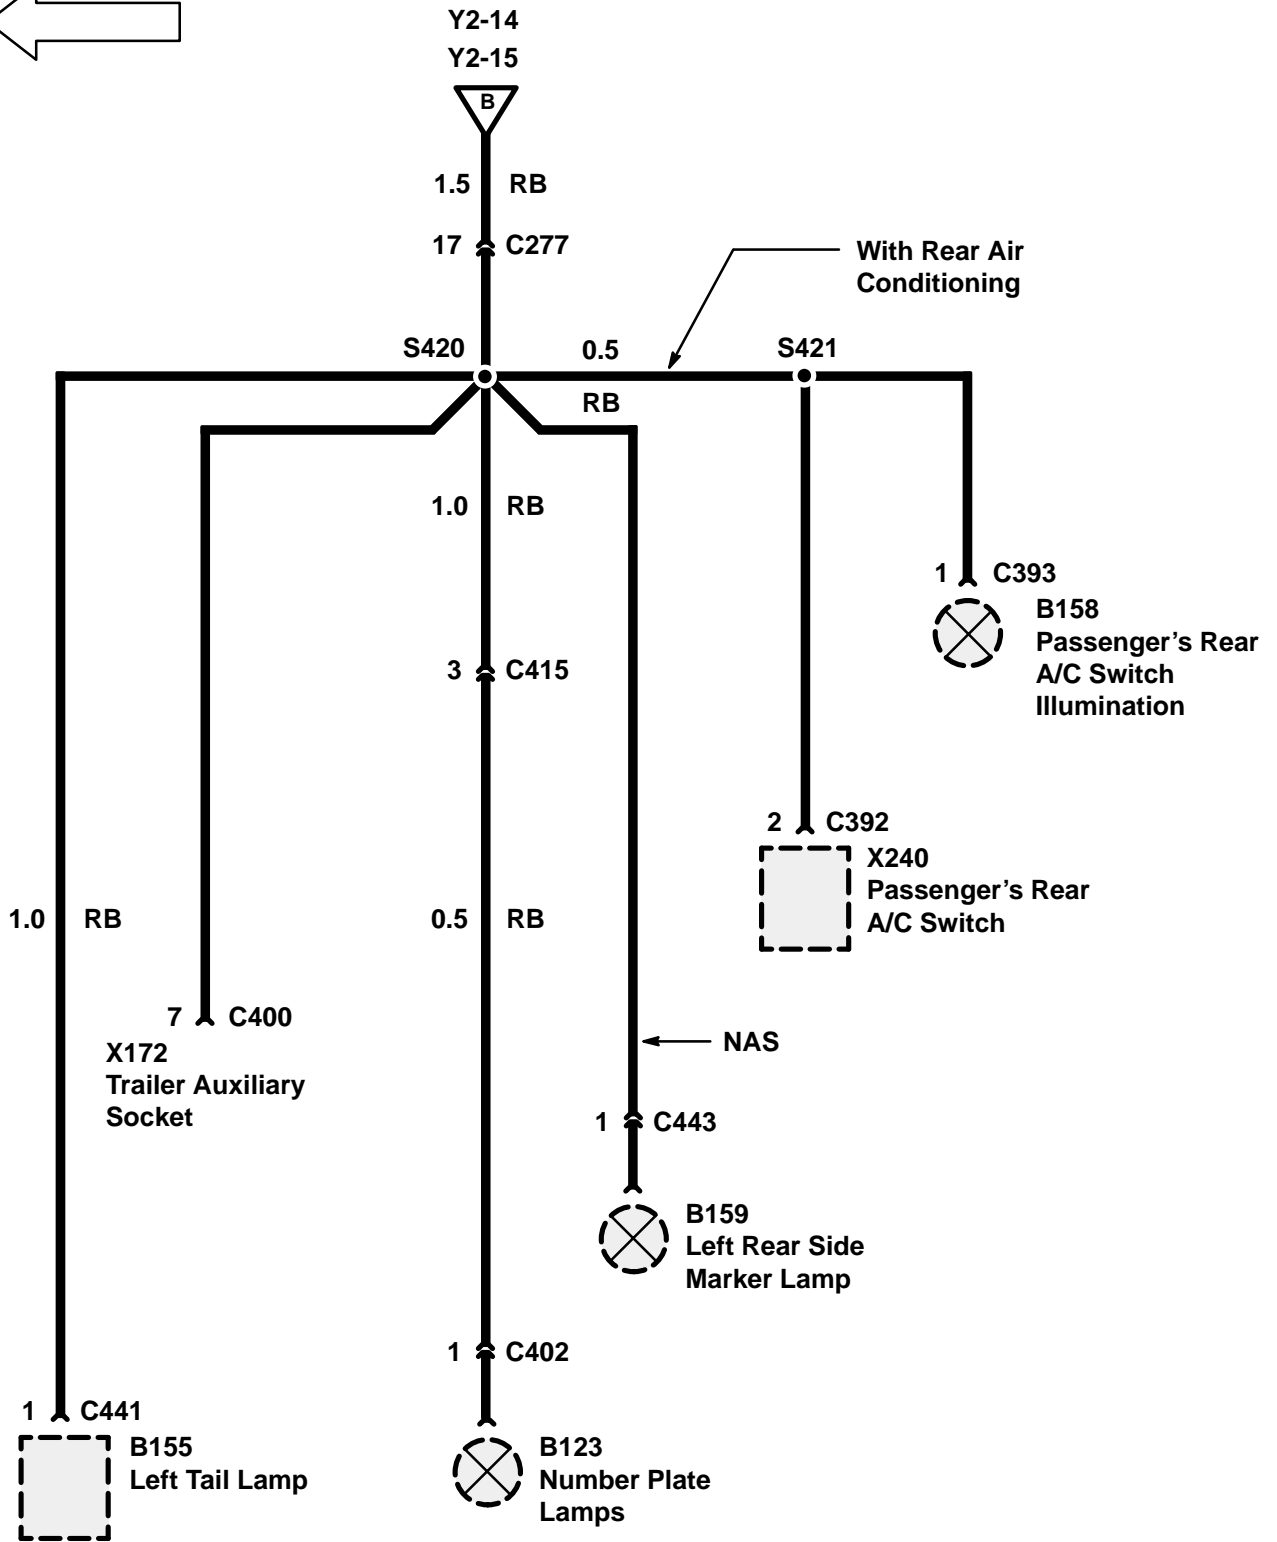 Y2-14
Y2-15
B
1.5 RB
17 C277
With Rear Air
Conditioning
S420 0.5 S421
RB
1.0 RB
1 C393
B158
Passenger’s Rear
A/C Switch
Illumination
3 C415
2 C392
X240
Passenger’s Rear
A/C Switch
1.0 RB 0.5 RB
7 C400
X172
Trailer Auxiliary
Socket
NAS
1 C443
B159
Left Rear Side
Marker Lamp
1 C402
1 C441
B155
Left Tail Lamp
B123
Number Plate
Lamps